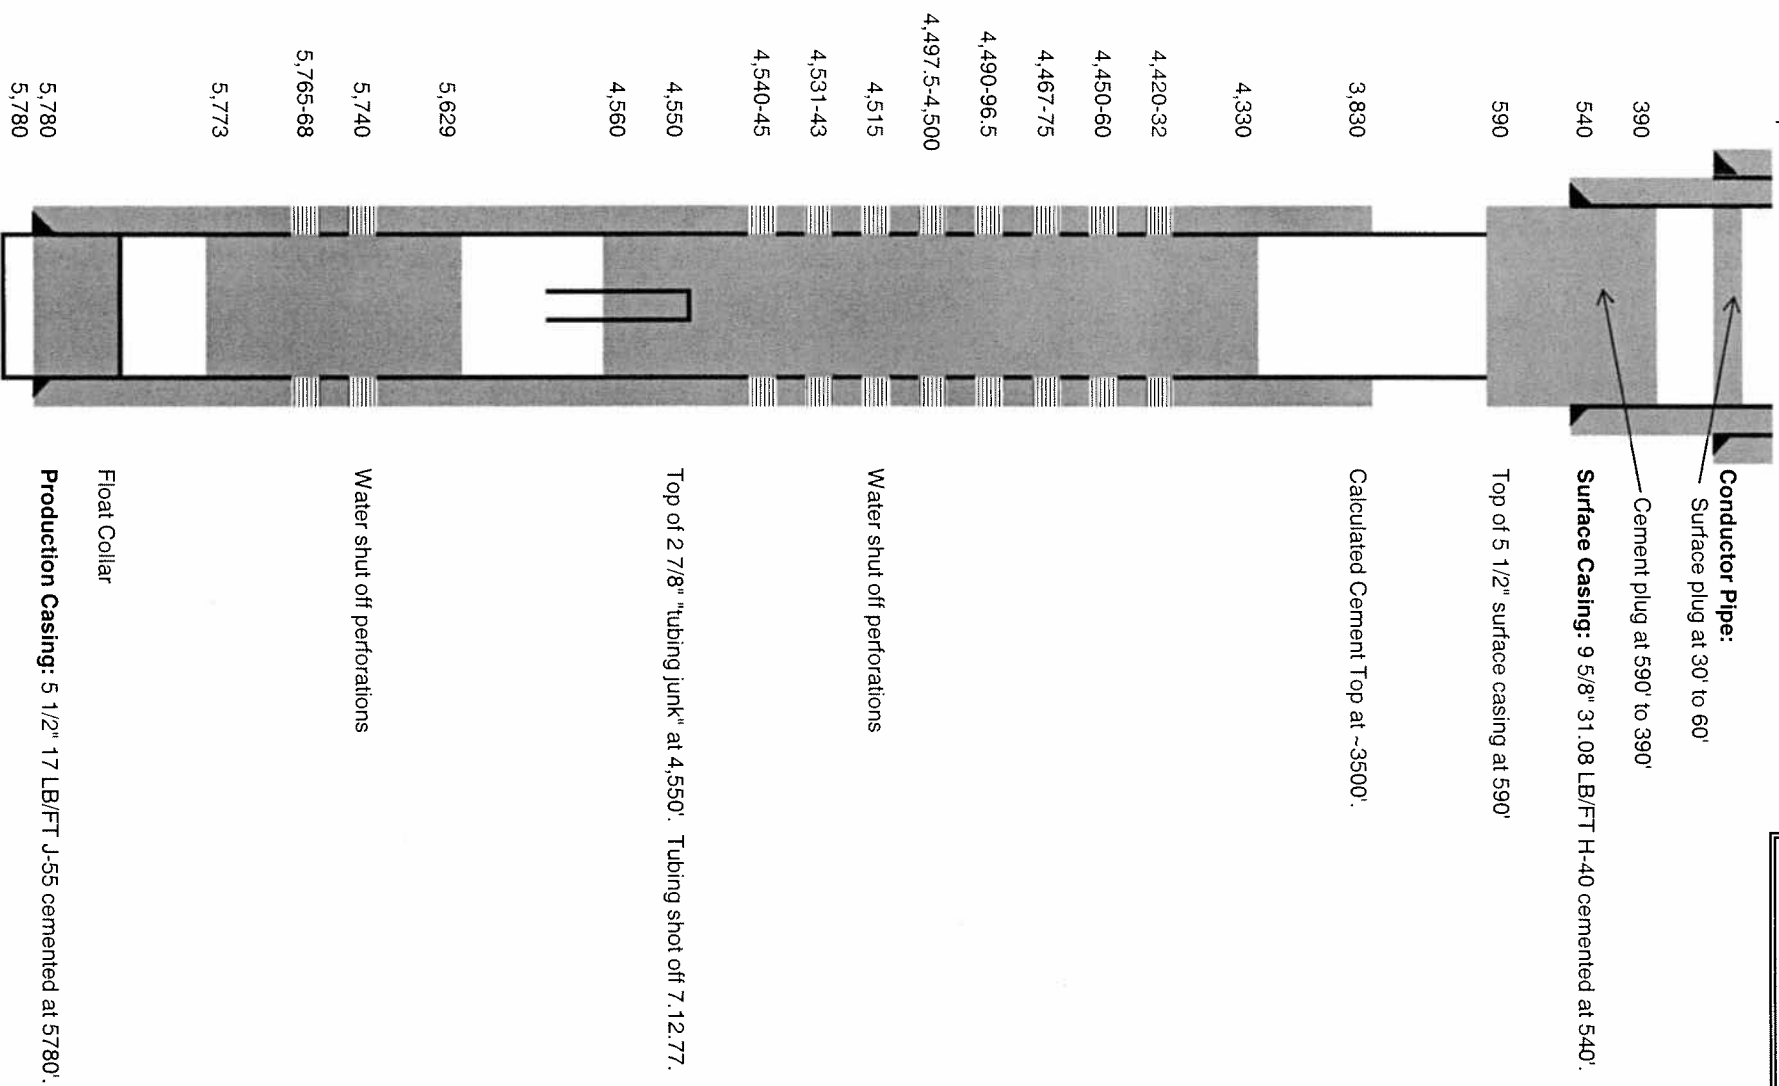 Conductor Pipe:
Surface plug at 30' to 60'
390
Cement plug at 590' to 390'
540
Surface Casing: 9 5/8" 31.08 LB/FT H-40 cemented at 540'.
590
Top of 5 1/2" surface casing at 590'
3,830
Calculated Cement Top at ~3500'.
4,330
4,420-32
4,450-60
4,467-75
4,490-96.5
4,497.5-4,500
4,515
Water shut off perforations
4,531-43
4,540-45
4,550
Top of 2 7/8" "tubing junk" at 4,550'. Tubing shot off 7.12.77.
4,560
5,629
5,740
Water shut off perforations
5,765-68
5,773
Float Collar
5,780
Production Casing: 5 1/2" 17 LB/FT J-55 cemented at 5780'.
5,780